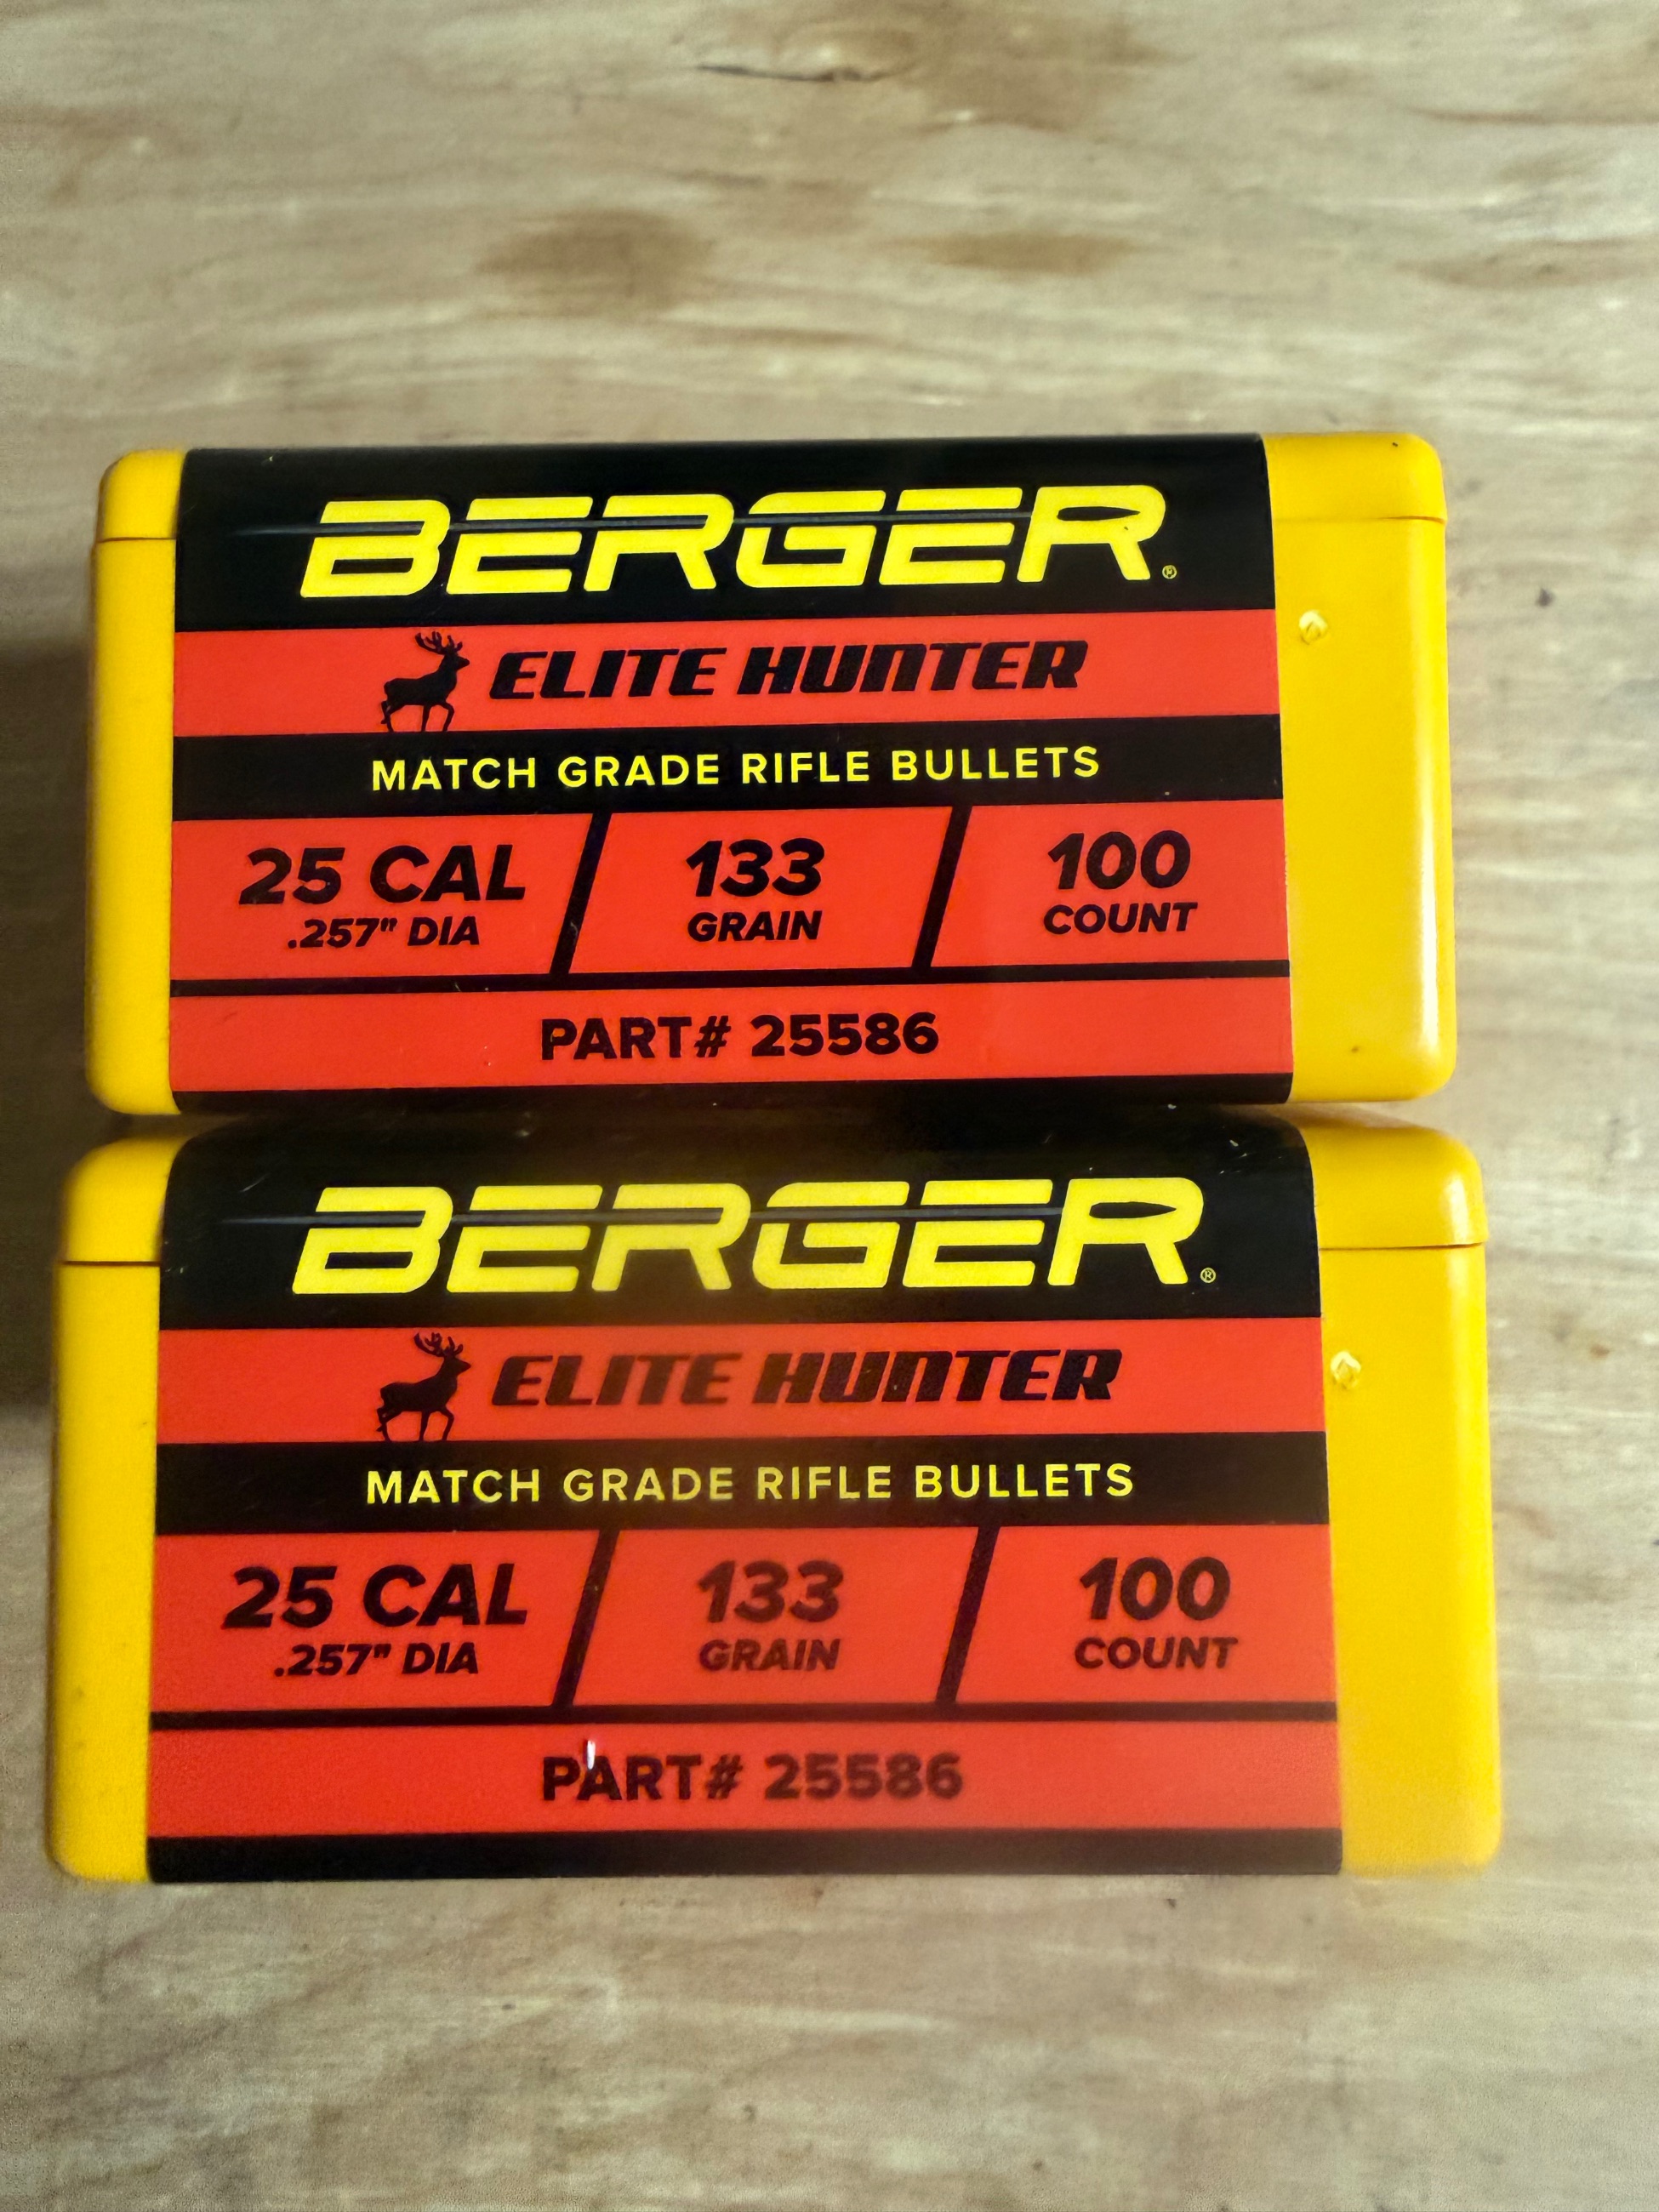 BERGER®
ELITE HUNTER
MATCH GRADE RIFLE BULLETS
25 CAL 133 100
.257" DIA GRAIN COUNT
PART# 25586
BERGER®
ELITE HUNTER
MATCH GRADE RIFLE BULLETS
25 CAL 133 100
.257" DIA GRAIN COUNT
PART# 25586